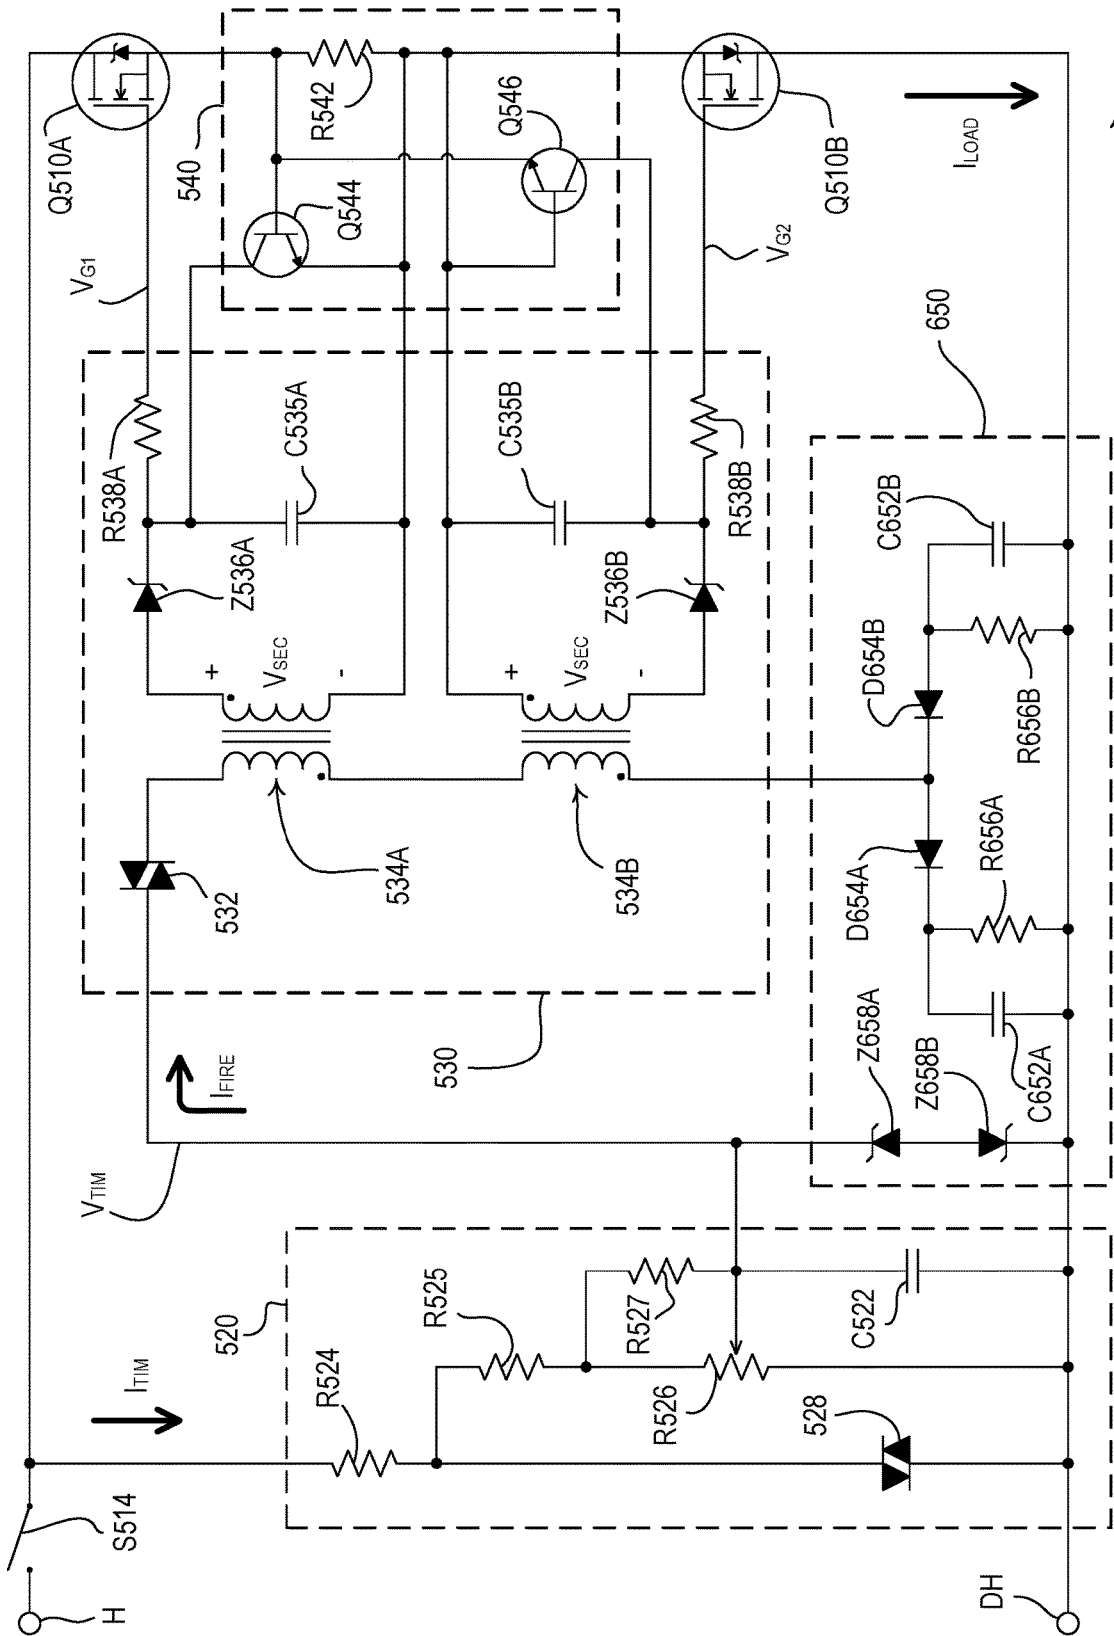 H
S514
I_TIM
520
R524
R525
R527
R526
528
C522
DH
V_TIM
I_FIRE
530
532
534A
534B
+
V_SEC
-
+
V_SEC
-
Z536A
Z536B
R538A
C535A
C535B
R538B
V_G1
V_G2
Q510A
540
R542
Q544
Q546
Q510B
I_LOAD
650
Z658A
Z658B
C652A
D654A
R656A
D654B
R656B
C652B